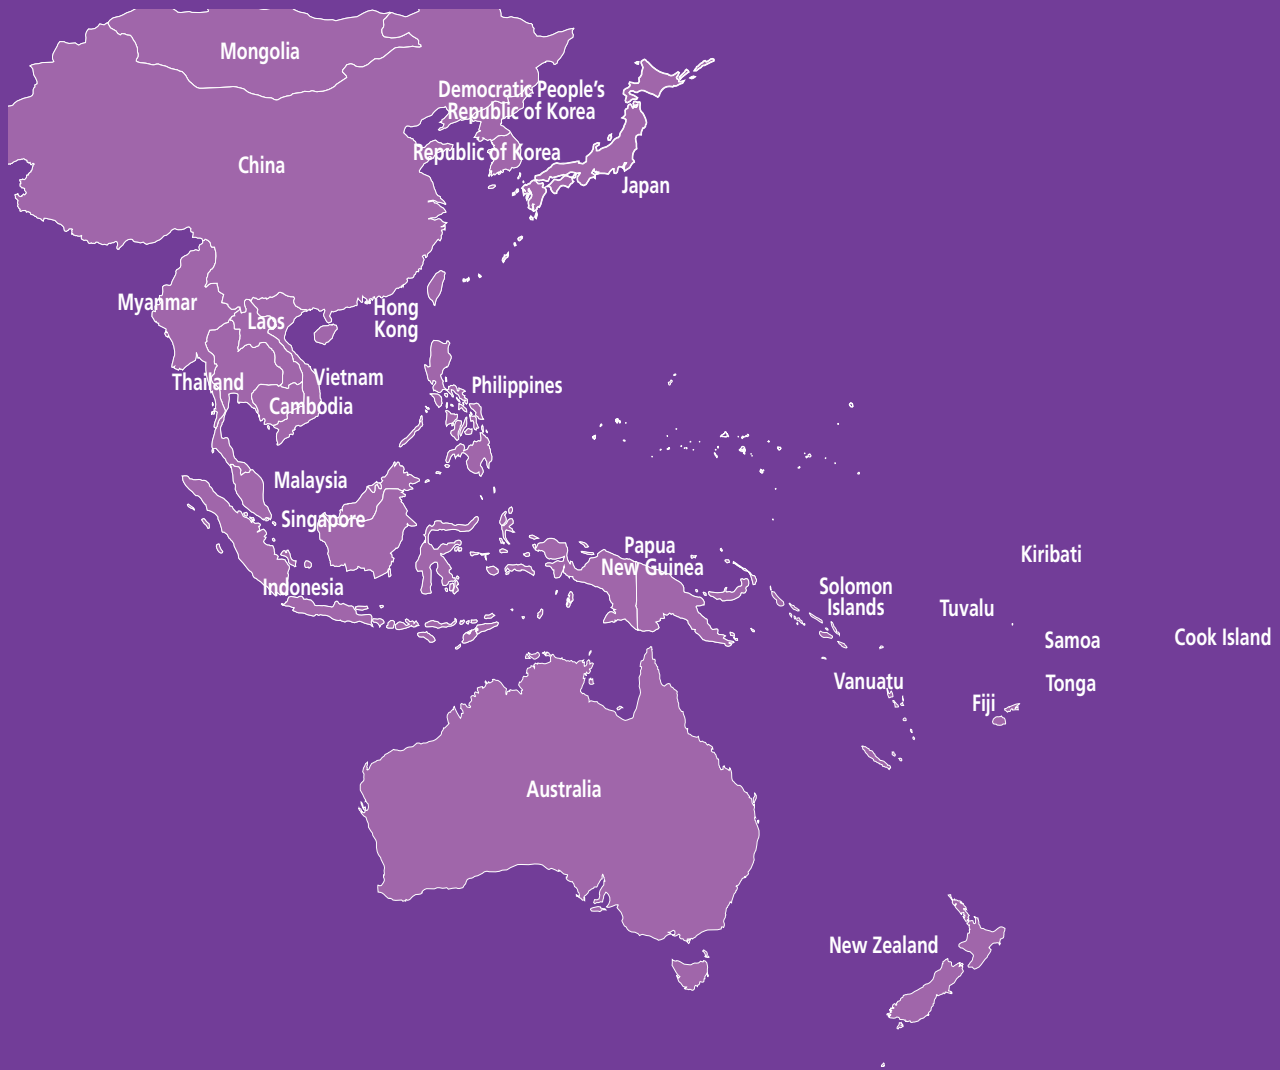 Mongolia
Democratic People's
Republic of Korea
Republic of Korea
China
Japan
Myanmar
Hong
Kong
Laos
Thailand
Vietnam
Philippines
Cambodia
Malaysia
Singapore
Papua
New Guinea
Kiribati
Indonesia
Solomon
Islands
Tuvalu
Samoa
Cook Island
Vanuatu
Tonga
Fiji
Australia
New Zealand